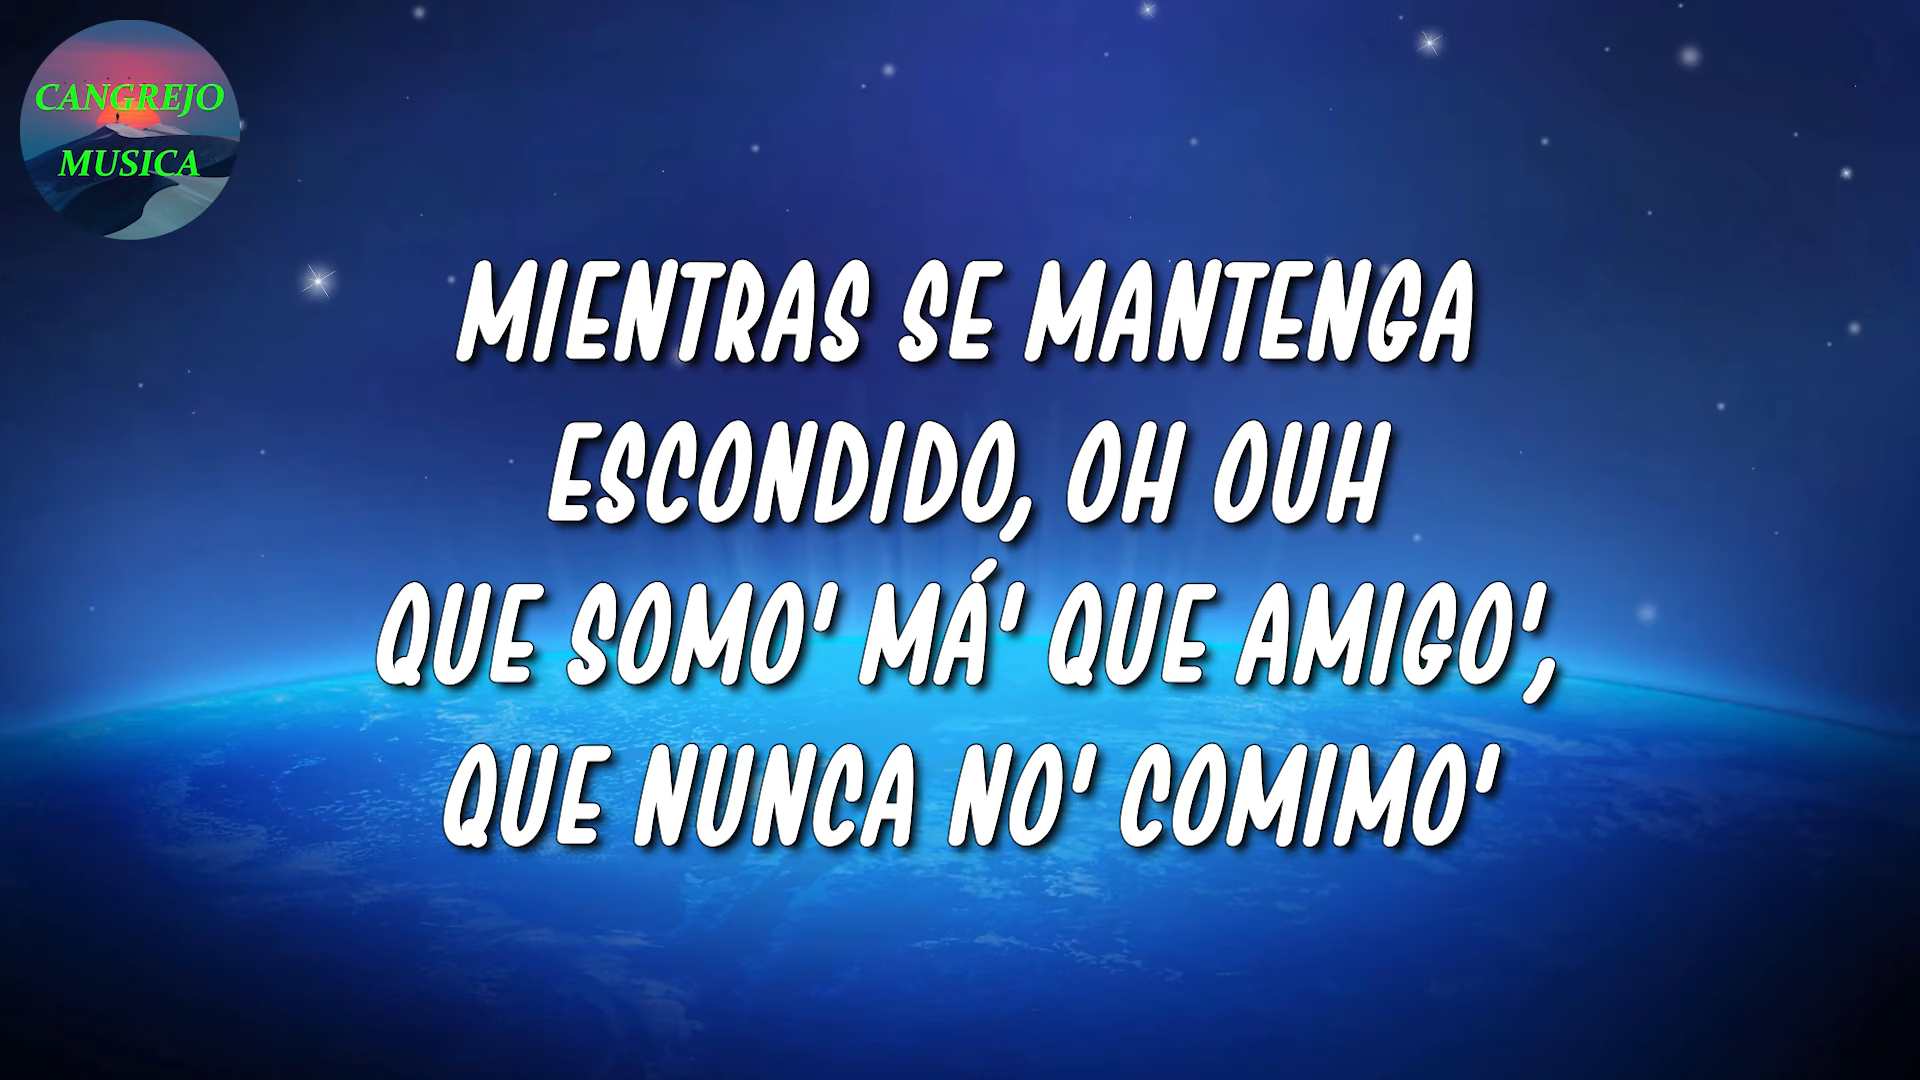 CANGREJO
MUSICA
MIENTRAS SE MANTENGA
ESCONDIDO, OH OUH
QUE SOMO' MÁ' QUE AMIGO',
QUE NUNCA NO' COMIMO'